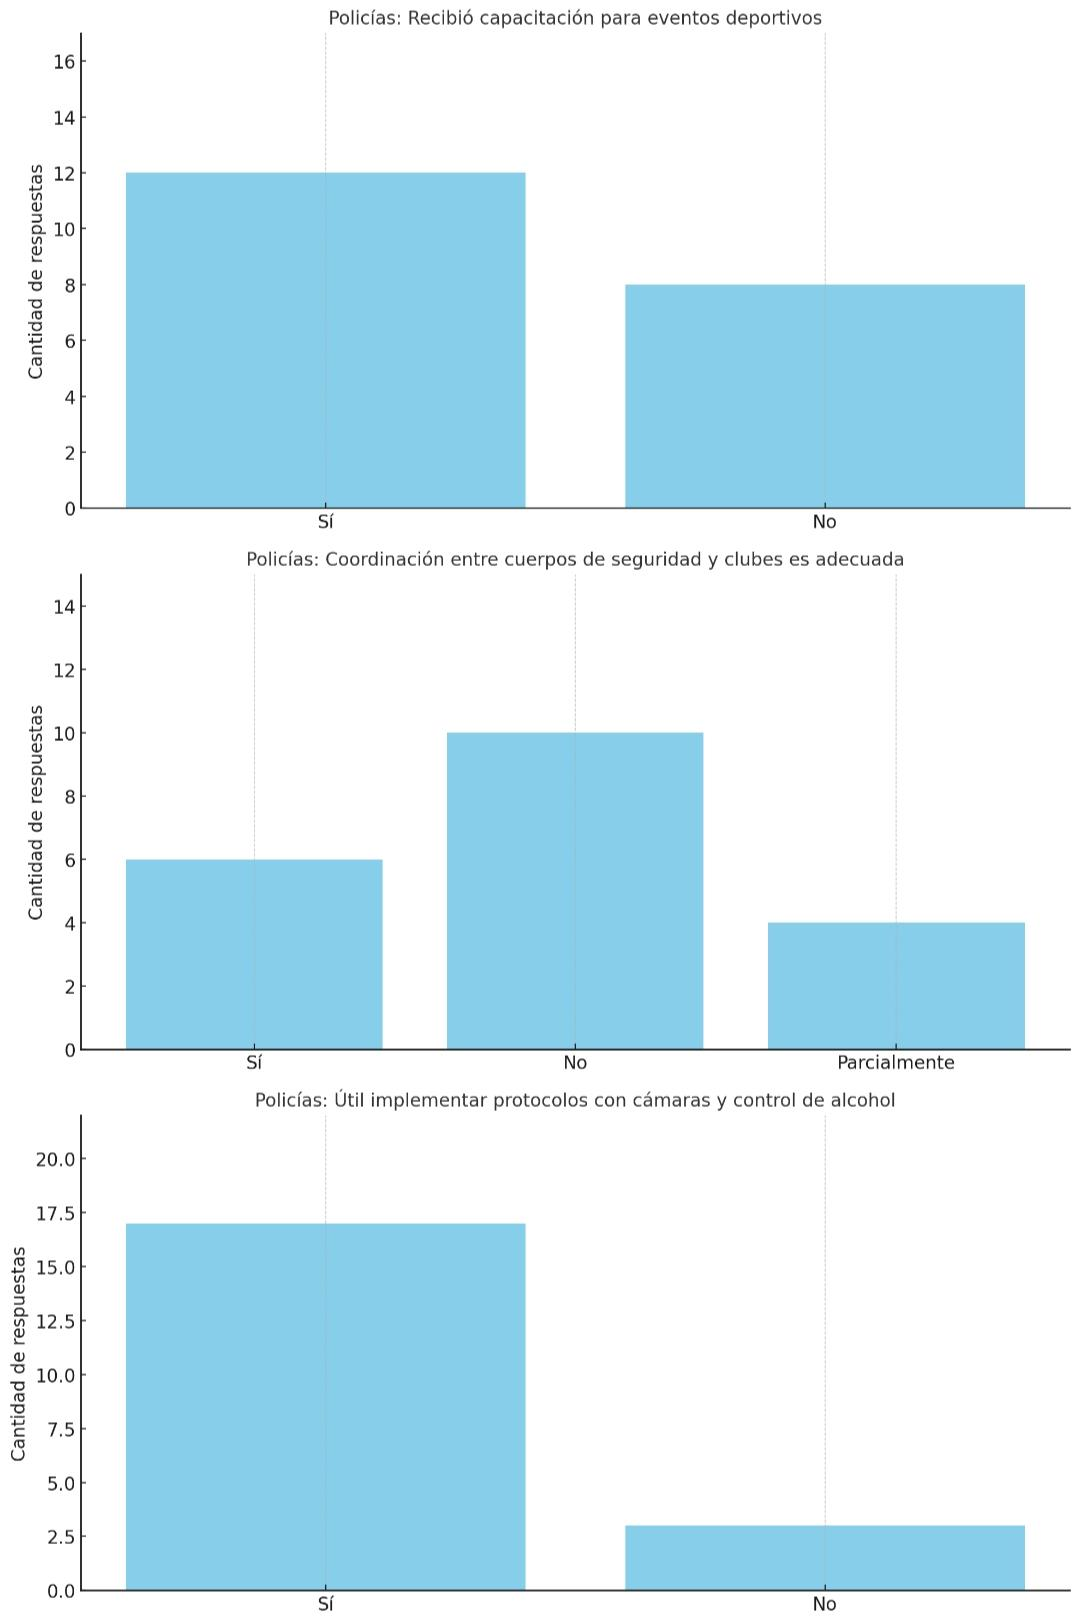 Policías: Recibió capacitación para eventos deportivos
16
14
12
10
8
6
4
2
0
Cantidad de respuestas
Sí
No
Policías: Coordinación entre cuerpos de seguridad y clubes es adecuada
14
12
10
8
6
4
2
0
Cantidad de respuestas
Sí
No
Parcialmente
Policías: Útil implementar protocolos con cámaras y control de alcohol
20.0
17.5
15.0
12.5
10.0
7.5
5.0
2.5
0.0
Cantidad de respuestas
Sí
No